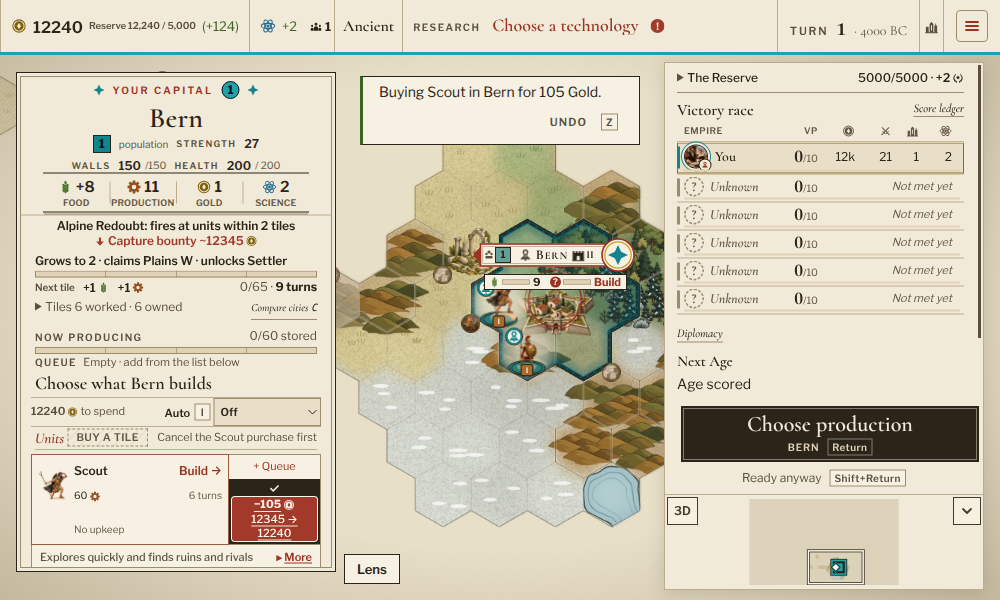 12240 Reserve 12,240 / 5,000 (+124)
+2
1
Ancient
RESEARCH Choose a technology !
TURN 1 · 4000 BC
YOUR CAPITAL 1
Bern
1 population STRENGTH 27
WALLS 150 /150 HEALTH 200 / 200
+8 11 1 2
FOOD PRODUCTION GOLD SCIENCE
Alpine Redoubt: fires at units within 2 tiles
Capture bounty ~12345
Grows to 2 · claims Plains W · unlocks Settler
Next tile +1 +1 0/65 · 9 turns
Tiles 6 worked · 6 owned Compare cities C
NOW PRODUCING 0/60 stored
QUEUE Empty · add from the list below
Choose what Bern builds
12240 to spend Auto I Off
Units BUY A TILE Cancel the Scout purchase first
Scout Build → + Queue
60 6 turns
−105
12345 →
12240
No upkeep
Explores quickly and finds ruins and rivals More
Buying Scout in Bern for 105 Gold.
UNDO Z
1 BERN II
9 ? Build
I
I
Lens
The Reserve 5000/5000 · +2
Victory race Score ledger
EMPIRE VP
You 0/10 12k 21 1 2
? Unknown 0/10 Not met yet
? Unknown 0/10 Not met yet
? Unknown 0/10 Not met yet
? Unknown 0/10 Not met yet
? Unknown 0/10 Not met yet
Diplomacy
Next Age
Age scored
Choose production
BERN Return
Ready anyway Shift+Return
3D